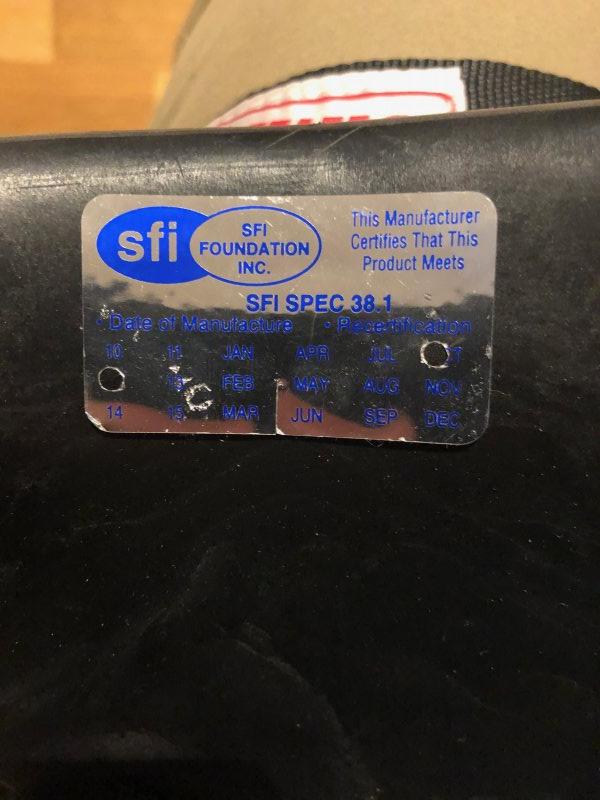 sfi
SFI
FOUNDATION
INC.
This Manufacturer
Certifies That This
Product Meets
SFI SPEC 38.1
• Date of Manufacture • Recertification
10 11 JAN APR JUL T
13 FEB MAY AUG NOV
14 15 MAR JUN SEP DEC